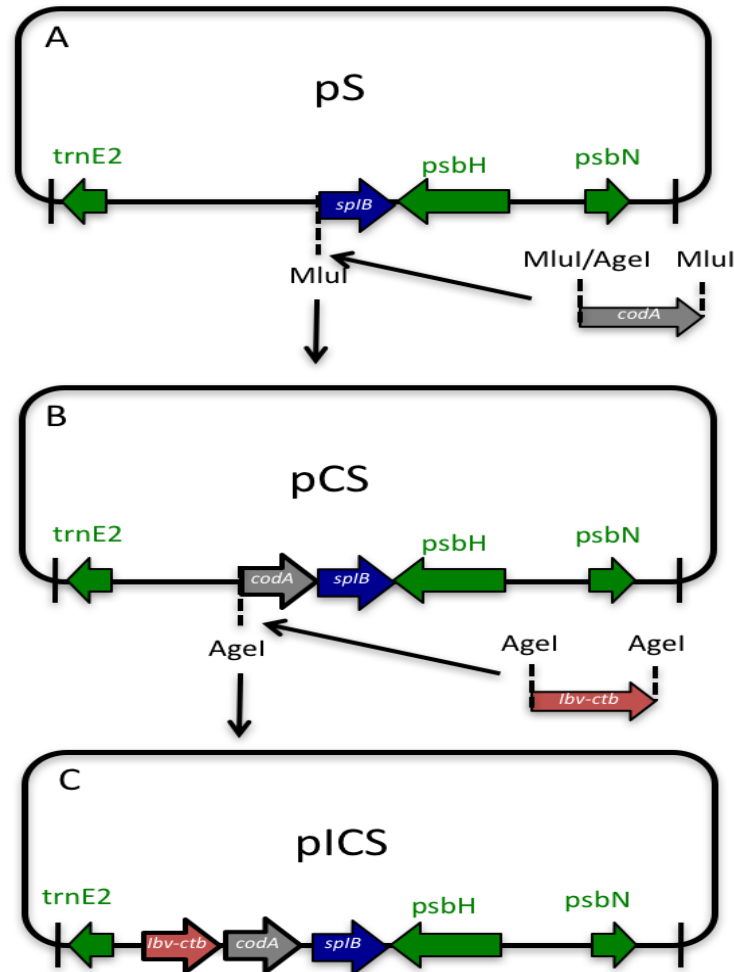 A
pS
trnE2
psbH
psbN
splB
MluI
MluI/AgeI MluI
codA
B
pCS
trnE2
psbH
psbN
codA
splB
AgeI
AgeI AgeI
Ibv-ctb
C
pICS
trnE2
psbH
psbN
Ibv-ctb
codA
splB